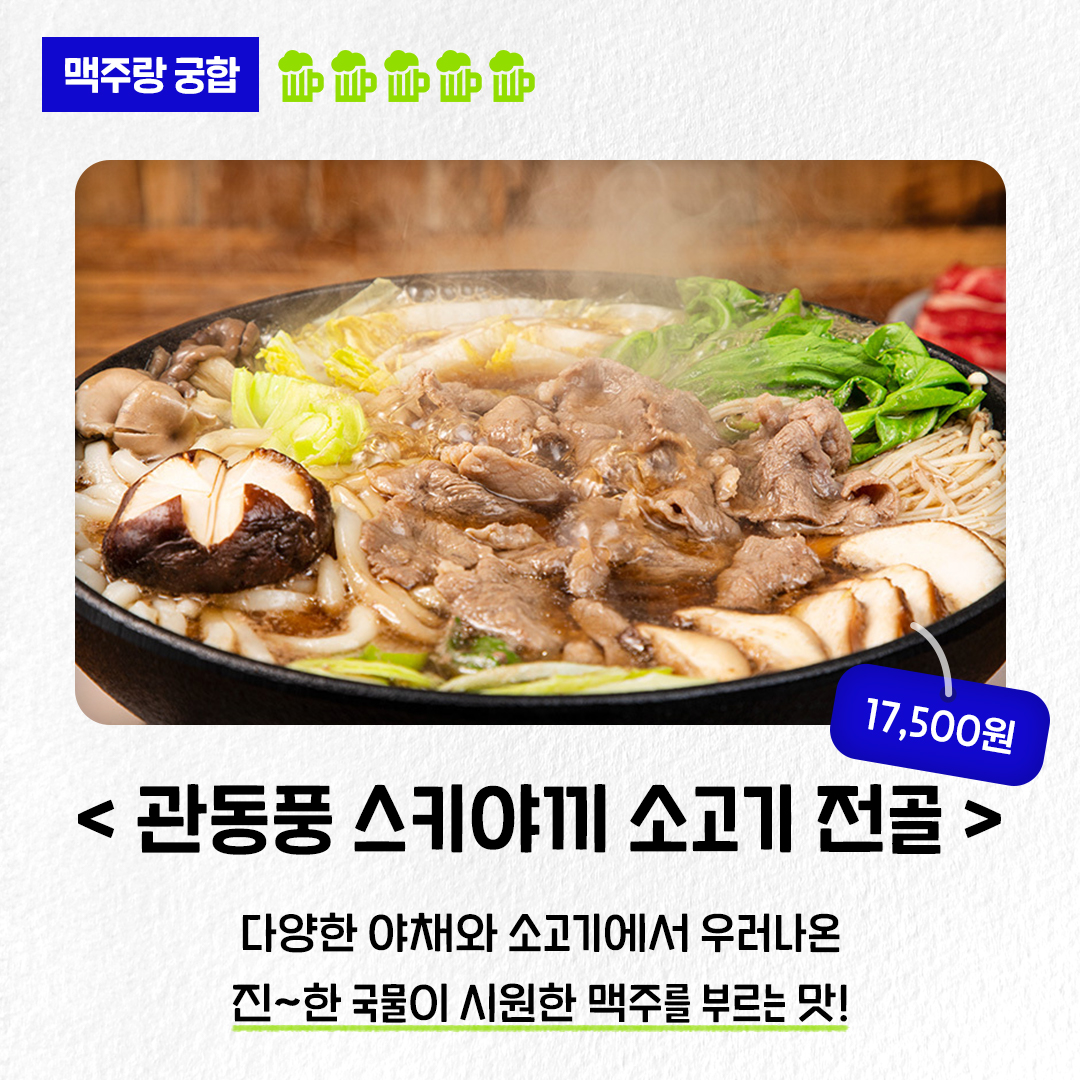 맥주랑 궁합
17,500원
< 관동풍 스키야끼 소고기 전골 >
다양한 야채와 소고기에서 우러나온
진~한 국물이 시원한 맥주를 부르는 맛!